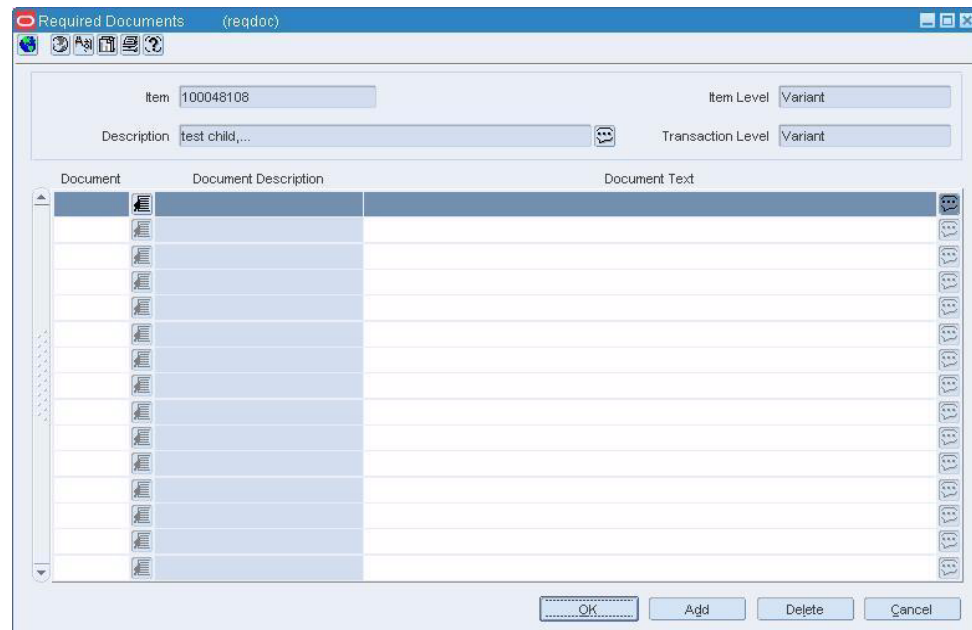 Required Documents (reqdoc)
Item 100048108 Item Level Variant
Description test child,... Transaction Level Variant
Document Document Description Document Text
OK Add Delete Cancel